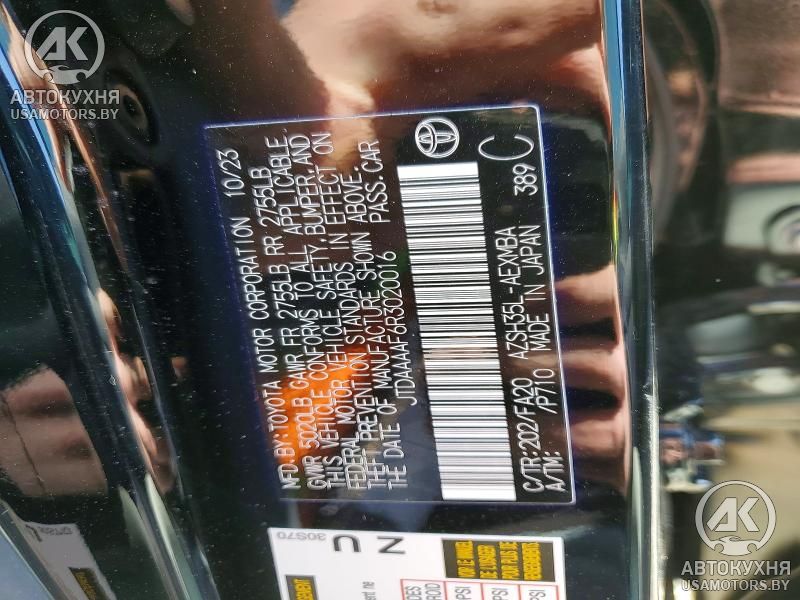 АК
АВТОКУХНЯ
USAMOTORS.BY
MFD.BY:TOYOTA MOTOR CORPORATION 10/23
GVWR 5020LB GAWR FR 2755LB RR 2755LB
THIS VEHICLE CONFORMS TO ALL APPLICABLE
FEDERAL MOTOR VEHICLE SAFETY, BUMPER, AND
THEFT PREVENTION STANDARDS IN EFFECT ON
THE DATE OF MANUFACTURE SHOWN ABOVE.
JTDAAAAF6R3020016 PASS.CAR
C/TR:202/FA20 AZSH35L-AEXMBA 389 C
A/TM: /P710 MADE IN JAPAN
30S70
N C
АК
АВТОКУХНЯ
USAMOTORS.BY